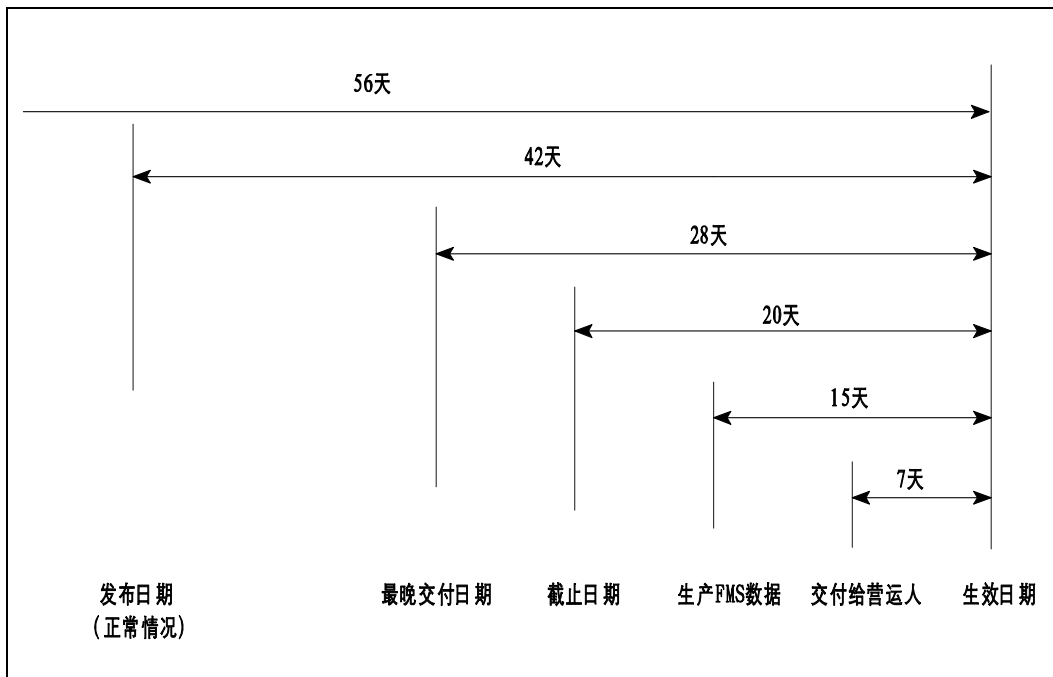 56天
42天
28天
20天
15天
7天
发布日期
（正常情况）
最晚交付日期
截止日期
生产FMS数据
交付给营运人
生效日期